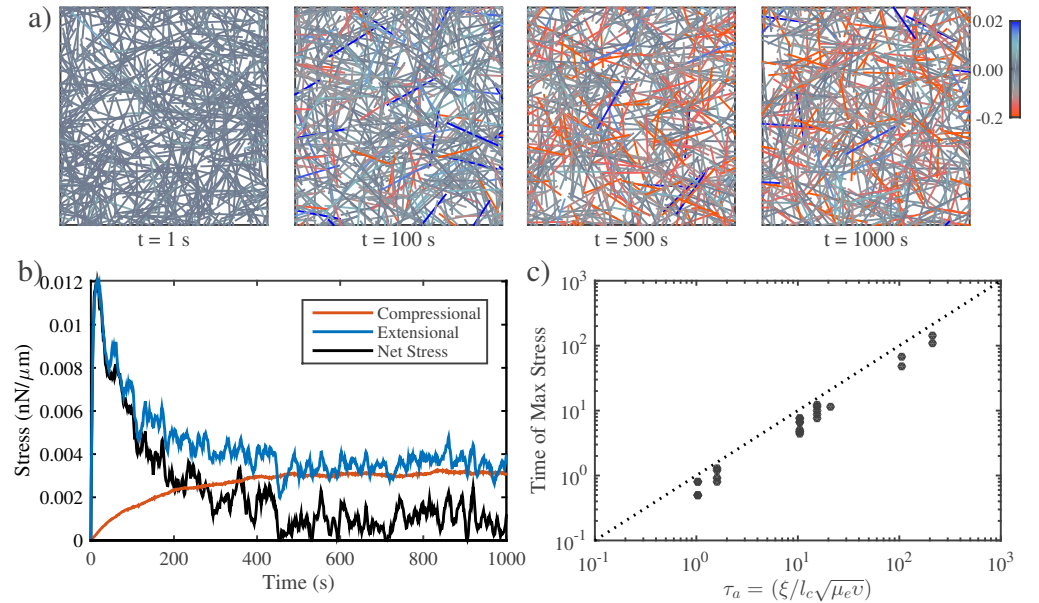 a)
0.02
0.00
-0.2
t = 1 s
t = 100 s
t = 500 s
t = 1000 s
b)
0.012
0.01
0.008
0.006
0.004
0.002
0
Stress (nN/μm)
Compressional
Extensional
Net Stress
0 200 400 600 800 1000
Time (s)
c)
10³
10²
10¹
10⁰
10⁻¹
Time of Max Stress
10⁻¹ 10⁰ 10¹ 10² 10³
τₐ = (ξ/l_c√μₑυ)